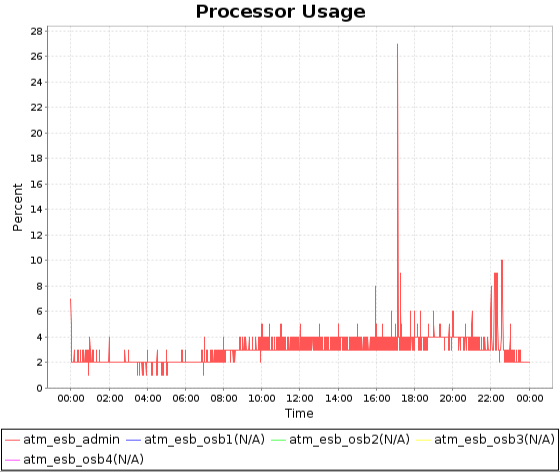 Processor Usage
28
26
24
22
20
18
16
14
12
10
8
6
4
2
0
Percent
00:00 02:00 04:00 06:00 08:00 10:00 12:00 14:00 16:00 18:00 20:00 22:00 00:00
Time
atm_esb_admin atm_esb_osb1(N/A) atm_esb_osb2(N/A) atm_esb_osb3(N/A)
atm_esb_osb4(N/A)